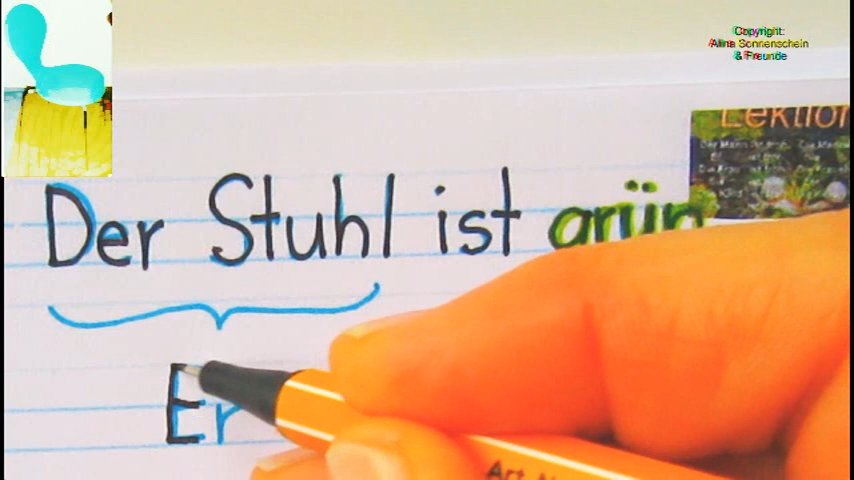 Copyright:
Alina Sonnenschein
& Freunde
Lektion
Der Stuhl ist grün
Er